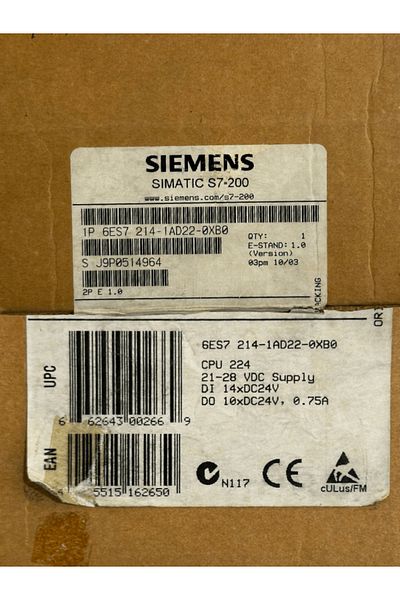 SIEMENS
SIMATIC S7-200
www.siemens.com/s7-200
1P 6ES7 214-1AD22-0XB0
QTY: 1
E-STAND: 1.0
(Version)
S J9P0514964
03pm 10/03
2P E 1.0
6ES7 214-1AD22-0XB0
CPU 224
21-28 VDC Supply
DI 14xDC24V
DO 10xDC24V, 0.75A
UPC
6 62643 00266 9
EAN
5515 162650
N117
CE
cULus/FM